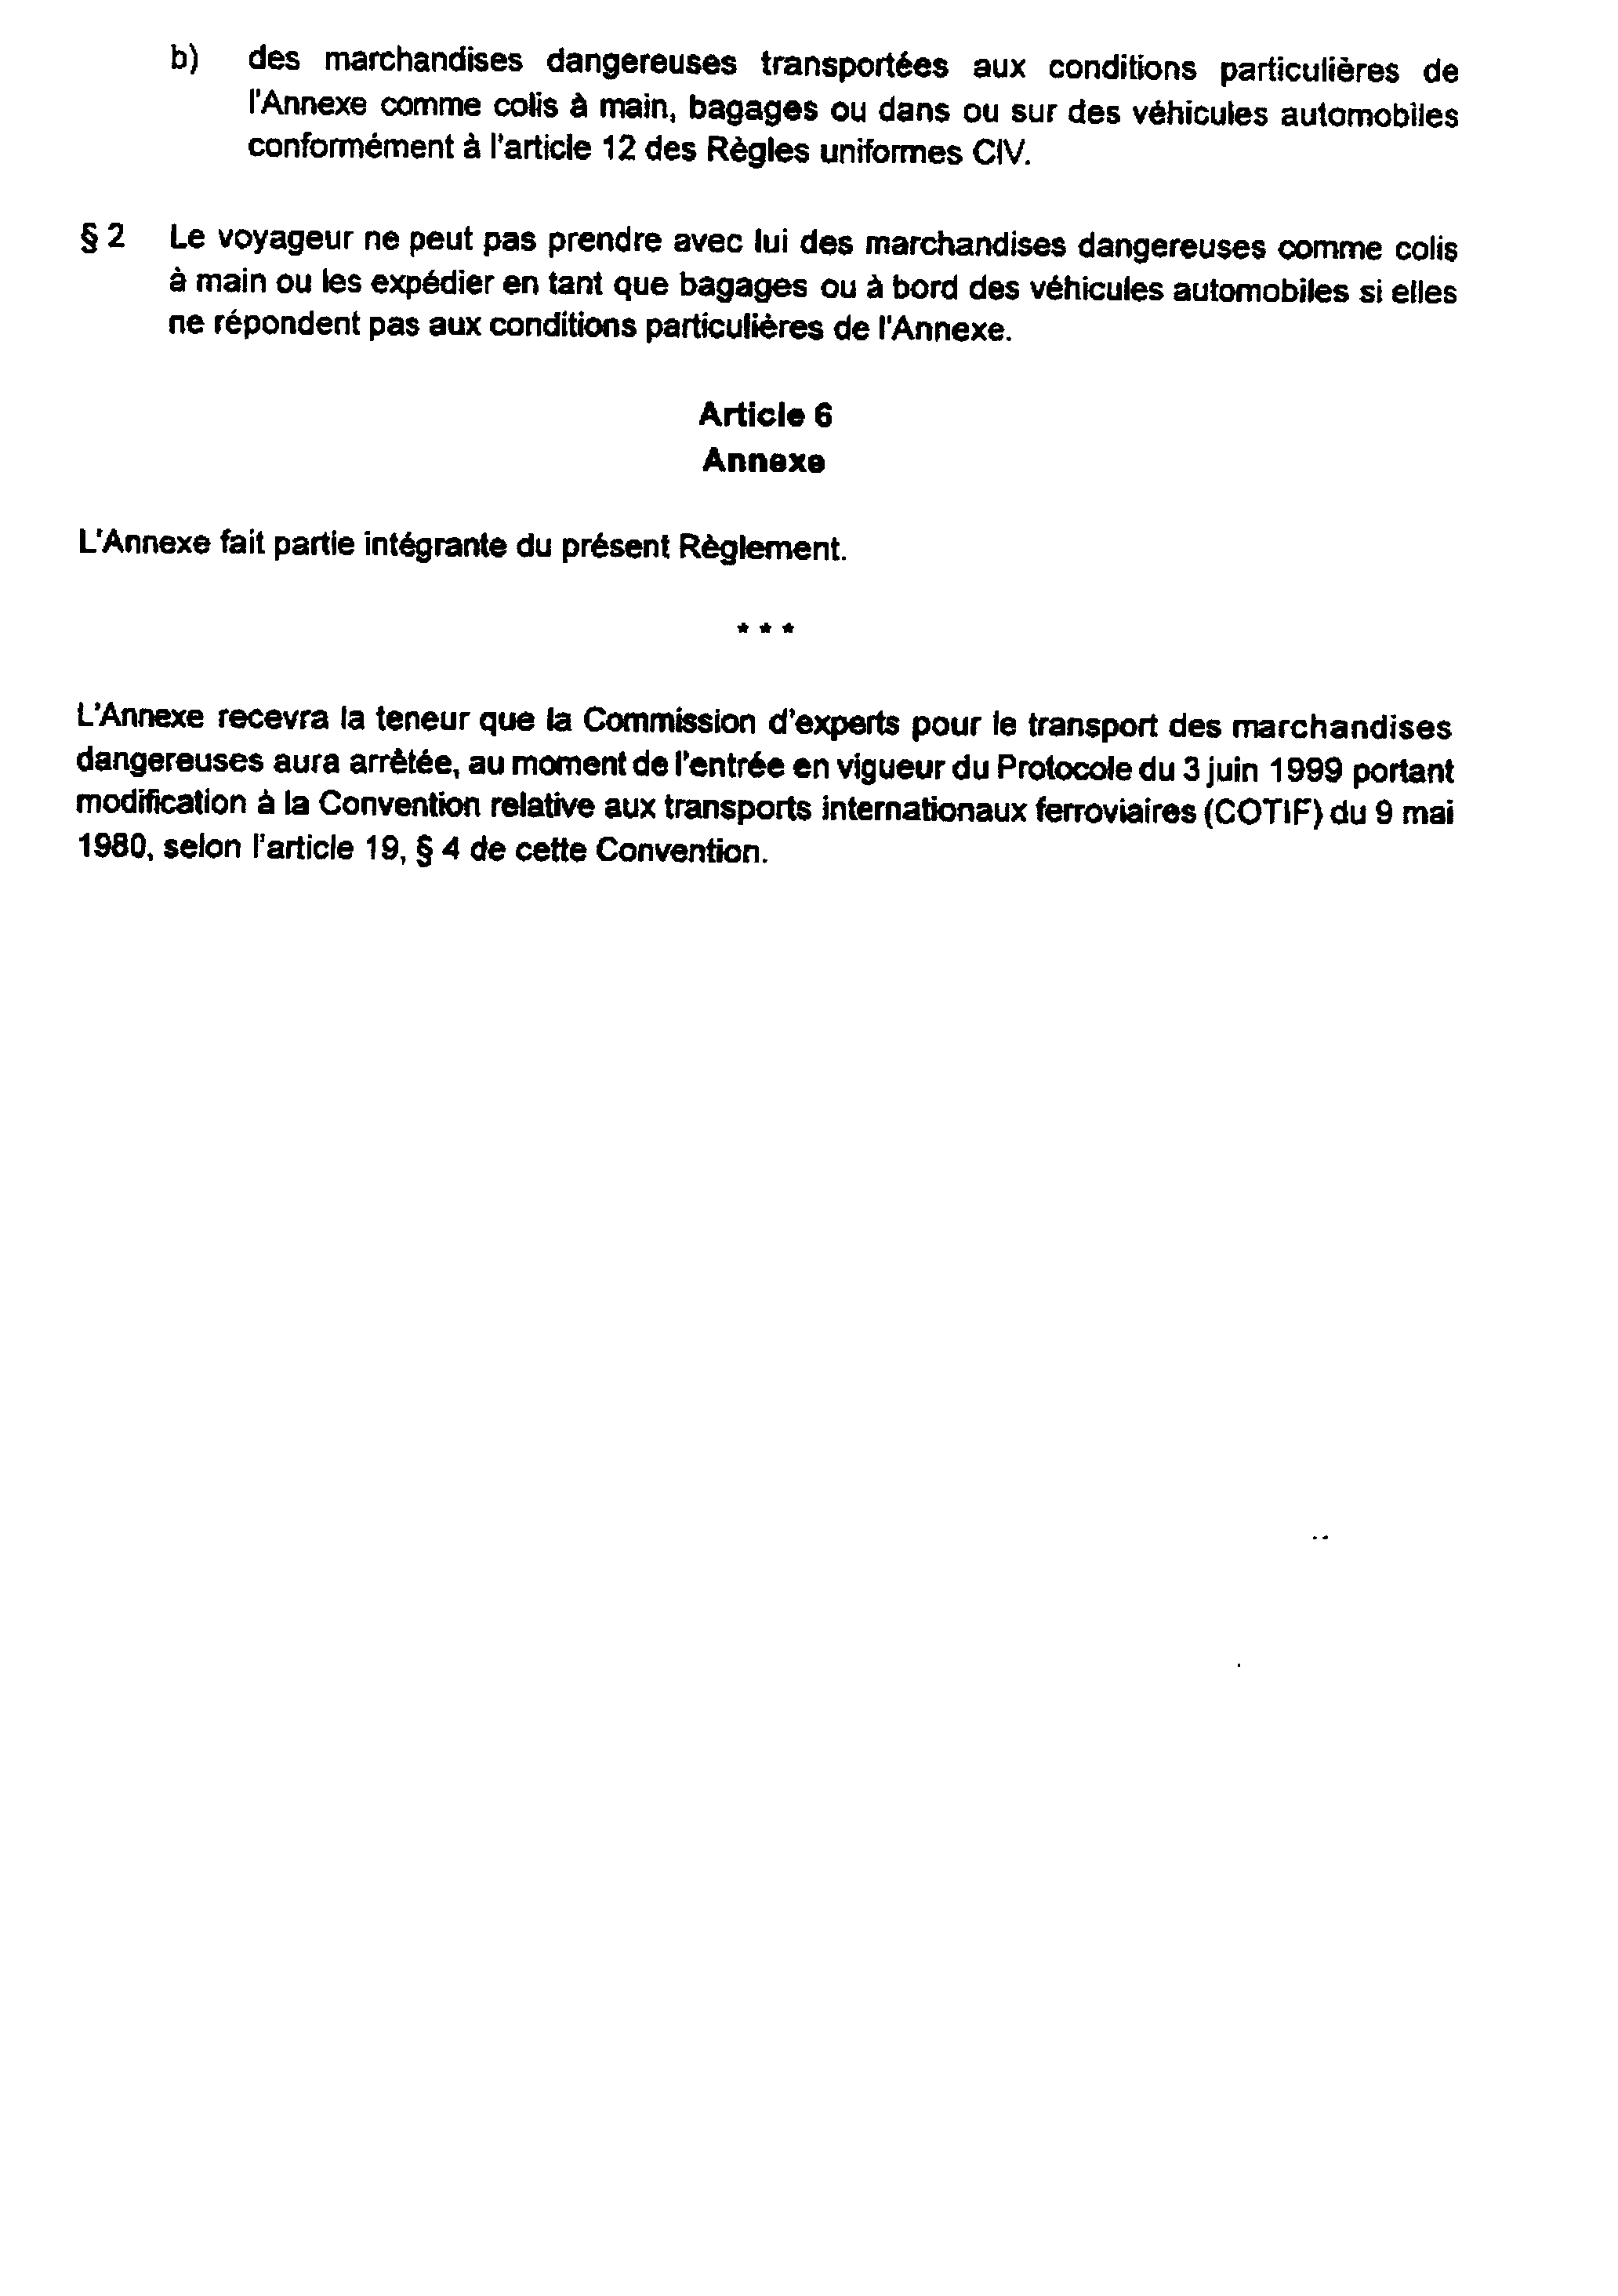 b) des marchandises dangereuses transportées aux conditions particulières de
l'Annexe comme colis à main, bagages ou dans ou sur des véhicules automobiles
conformément à l'article 12 des Règles uniformes CIV.
§ 2 Le voyageur ne peut pas prendre avec lui des marchandises dangereuses comme colis
à main ou les expédier en tant que bagages ou à bord des véhicules automobiles si elles
ne répondent pas aux conditions particulières de l'Annexe.
Article 6
Annexe
L'Annexe fait partie intégrante du présent Règlement.
* * *
L'Annexe recevra la teneur que la Commission d'experts pour le transport des marchandises
dangereuses aura arrêtée, au moment de l'entrée en vigueur du Protocole du 3 juin 1999 portant
modification à la Convention relative aux transports internationaux ferroviaires (COTIF) du 9 mai
1980, selon l'article 19, § 4 de cette Convention.